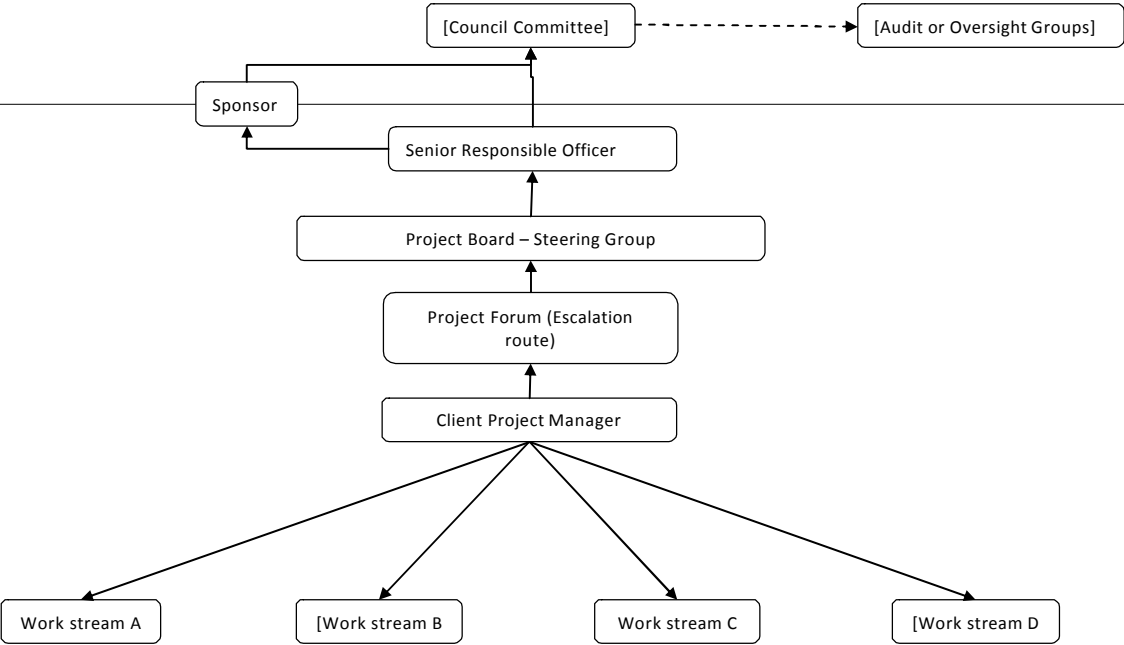 [Council Committee]
[Audit or Oversight Groups]
Sponsor
Senior Responsible Officer
Project Board – Steering Group
Project Forum (Escalation
route)
Client Project Manager
Work stream A
[Work stream B
Work stream C
[Work stream D